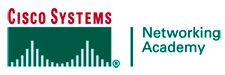 CISCO SYSTEMS
®
Networking
Academy